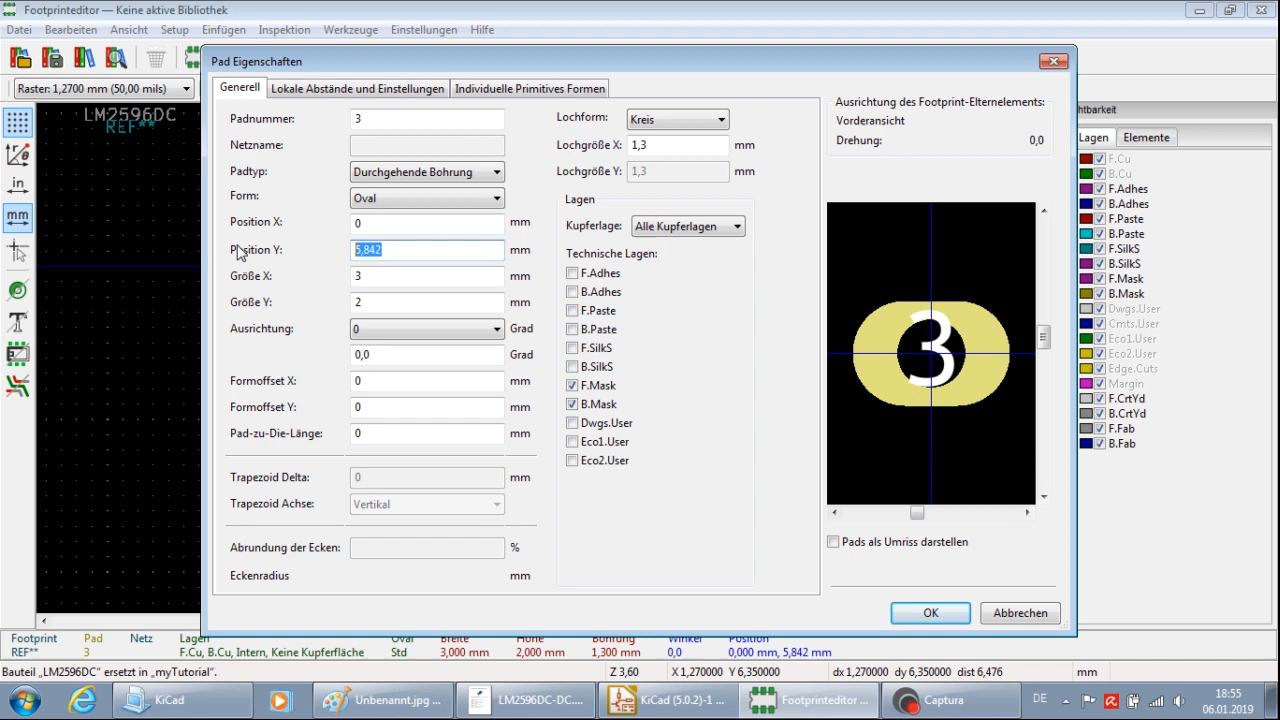 Footprinteditor — Keine aktive Bibliothek
Datei Bearbeiten Ansicht Setup Einfügen Inspektion Werkzeuge Einstellungen Hilfe
Pad Eigenschaften
Raster: 1,2700 mm (50,00 mils)
Generell Lokale Abstände und Einstellungen Individuelle Primitives Formen
LM2596DC
REF**
in
mm
Padnummer: 3
Netzname:
Padtyp: Durchgehende Bohrung
Form: Oval
Position X: 0 mm
Position Y: 5,842 mm
Größe X: 3 mm
Größe Y: 2 mm
Ausrichtung: 0 Grad
0,0 Grad
Formoffset X: 0 mm
Formoffset Y: 0 mm
Pad-zu-Die-Länge: 0 mm
Trapezoid Delta: 0 mm
Trapezoid Achse: Vertikal
Abrundung der Ecken: %
Eckenradius mm
Lochform: Kreis
Lochgröße X: 1,3 mm
Lochgröße Y: 1,3 mm
Lagen
Kupferlage: Alle Kupferlagen
Technische Lagen:
F.Adhes
B.Adhes
F.Paste
B.Paste
F.SilkS
B.SilkS
F.Mask
B.Mask
Dwgs.User
Eco1.User
Eco2.User
Ausrichtung des Footprint-Elternelements:
Vorderansicht
Drehung: 0,0
3
Pads als Umriss darstellen
OK Abbrechen
htbarkeit
Lagen Elemente
F.Cu
B.Cu
F.Adhes
B.Adhes
F.Paste
B.Paste
F.SilkS
B.SilkS
F.Mask
B.Mask
Dwgs.User
Cmts.User
Eco1.User
Eco2.User
Edge.Cuts
Margin
F.CrtYd
B.CrtYd
F.Fab
B.Fab
Footprint Pad Netz Lagen Oval Breite Höhe Bohrung Winkel Position
REF** 3 F.Cu, B.Cu, Intern, Keine Kupferfläche Std 3,000 mm 2,000 mm 1,300 mm 0,0 0,000 mm, 5,842 mm
Bauteil „LM2596DC“ ersetzt in „myTutorial“. Z 3,60 X 1,270000 Y 6,350000 dx 1,270000 dy 6,350000 dist 6,476 mm
KiCad Unbenannt.jpg ... LM2596DC-DC.... KiCad (5.0.2)-1 ... Footprinteditor ... Captura DE 18:55
06.01.2019